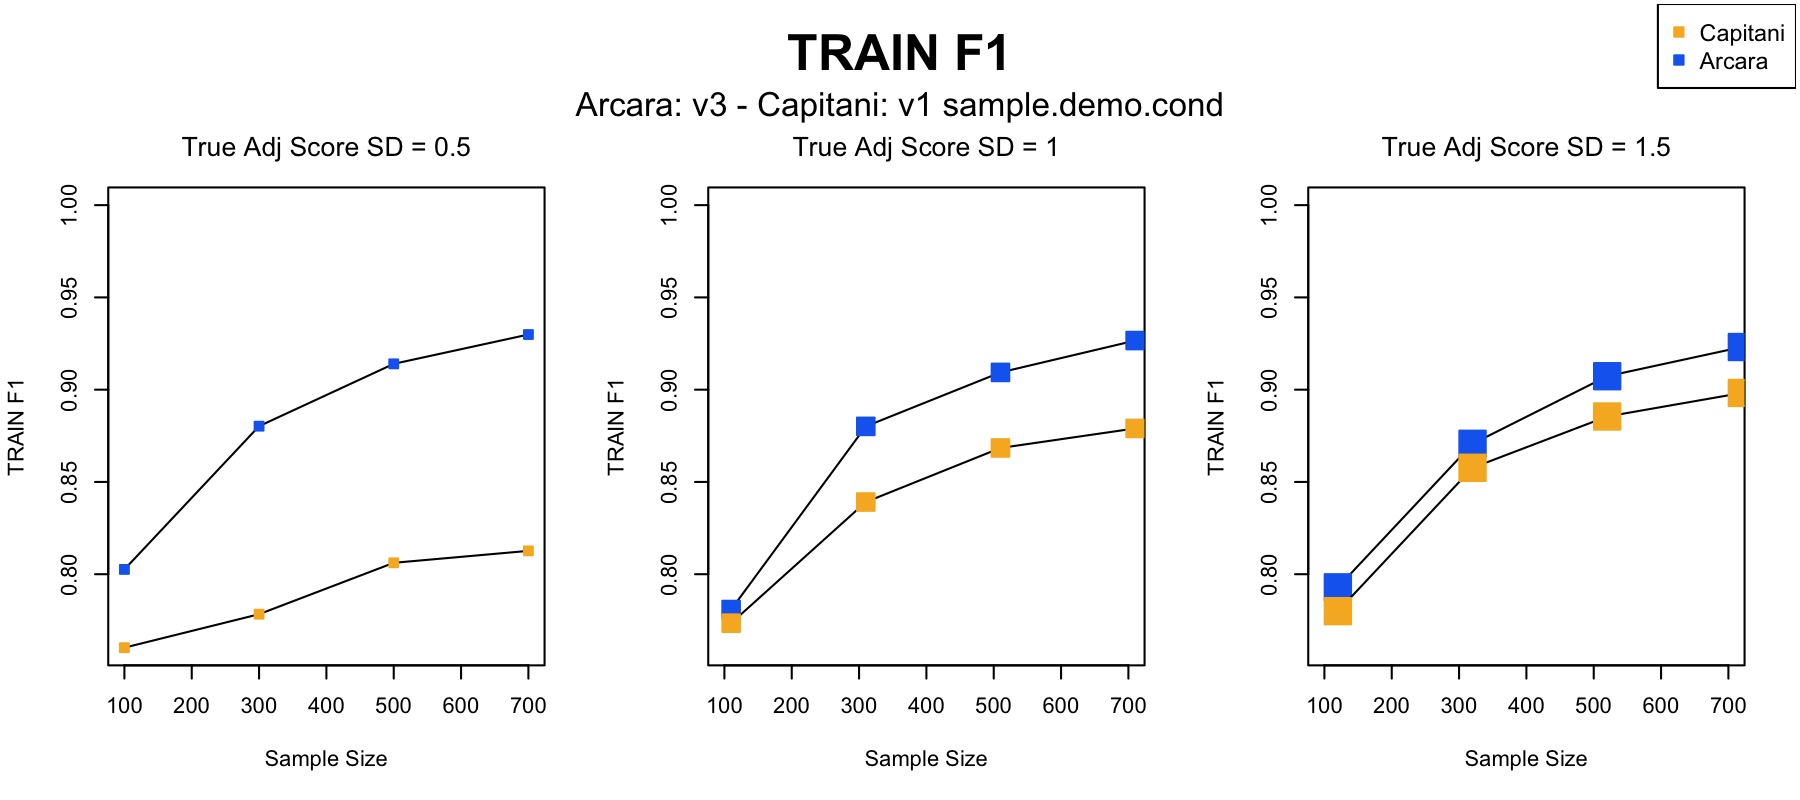 TRAIN F1
Arcara: v3 - Capitani: v1 sample.demo.cond
Capitani
Arcara
True Adj Score SD = 0.5
TRAIN F1
1.00
0.95
0.90
0.85
0.80
100 200 300 400 500 600 700
Sample Size
True Adj Score SD = 1
TRAIN F1
1.00
0.95
0.90
0.85
0.80
100 200 300 400 500 600 700
Sample Size
True Adj Score SD = 1.5
TRAIN F1
1.00
0.95
0.90
0.85
0.80
100 200 300 400 500 600 700
Sample Size